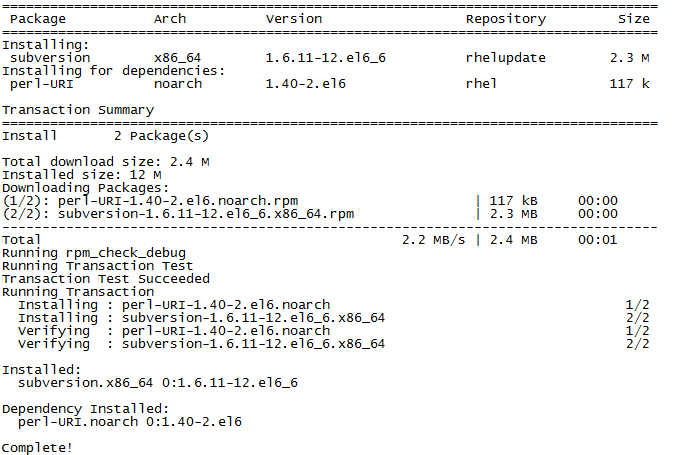 ================================================================================
 Package           Arch          Version                  Repository         Size
================================================================================
Installing:
 subversion        x86_64        1.6.11-12.el6_6          rhelupdate        2.3 M
Installing for dependencies:
 perl-URI          noarch        1.40-2.el6               rhel              117 k

Transaction Summary
================================================================================
Install       2 Package(s)

Total download size: 2.4 M
Installed size: 12 M
Downloading Packages:
(1/2): perl-URI-1.40-2.el6.noarch.rpm                      | 117 kB     00:00
(2/2): subversion-1.6.11-12.el6_6.x86_64.rpm               | 2.3 MB     00:00
--------------------------------------------------------------------------------
Total                                             2.2 MB/s | 2.4 MB     00:01
Running rpm_check_debug
Running Transaction Test
Transaction Test Succeeded
Running Transaction
  Installing : perl-URI-1.40-2.el6.noarch                                     1/2
  Installing : subversion-1.6.11-12.el6_6.x86_64                              2/2
  Verifying  : perl-URI-1.40-2.el6.noarch                                     1/2
  Verifying  : subversion-1.6.11-12.el6_6.x86_64                              2/2

Installed:
  subversion.x86_64 0:1.6.11-12.el6_6

Dependency Installed:
  perl-URI.noarch 0:1.40-2.el6

Complete!